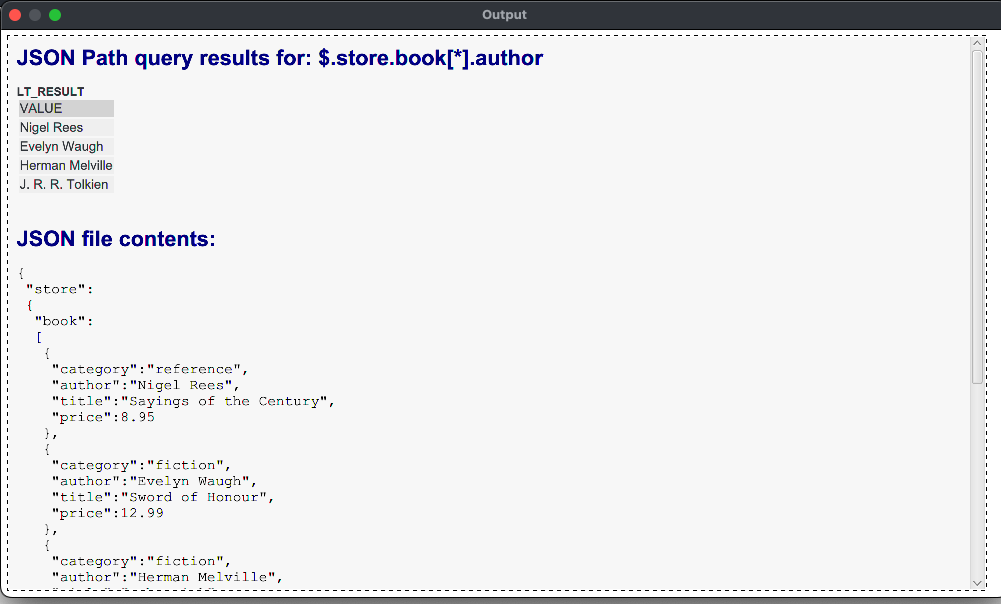 Output
JSON Path query results for: $.store.book[*].author
LT_RESULT
VALUE
Nigel Rees
Evelyn Waugh
Herman Melville
J. R. R. Tolkien
JSON file contents:
{
 "store":
 {
  "book":
  [
   {
    "category":"reference",
    "author":"Nigel Rees",
    "title":"Sayings of the Century",
    "price":8.95
   },
   {
    "category":"fiction",
    "author":"Evelyn Waugh",
    "title":"Sword of Honour",
    "price":12.99
   },
   {
    "category":"fiction",
    "author":"Herman Melville",